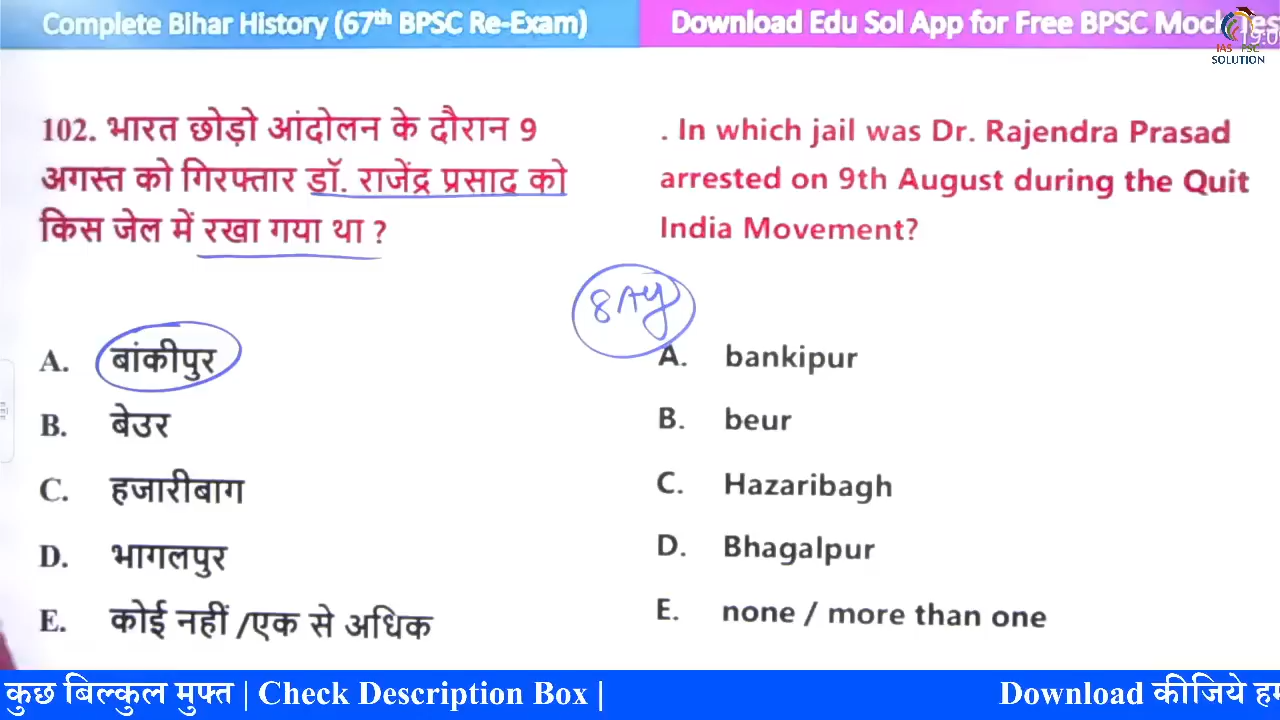 Complete Bihar History (67th BPSC Re-Exam)
Download Edu Sol App for Free BPSC Mock
IAS PSC
SOLUTION
102. भारत छोड़ो आंदोलन के दौरान 9
अगस्त को गिरफ्तार डॉ. राजेंद्र प्रसाद को
किस जेल में रखा गया था ?
. In which jail was Dr. Rajendra Prasad
arrested on 9th August during the Quit
India Movement?
8 Aug
A. बांकीपुर
B. बेउर
C. हजारीबाग
D. भागलपुर
E. कोई नहीं /एक से अधिक
A. bankipur
B. beur
C. Hazaribagh
D. Bhagalpur
E. none / more than one
कुछ बिल्कुल मुफ्त | Check Description Box |
Download कीजिये